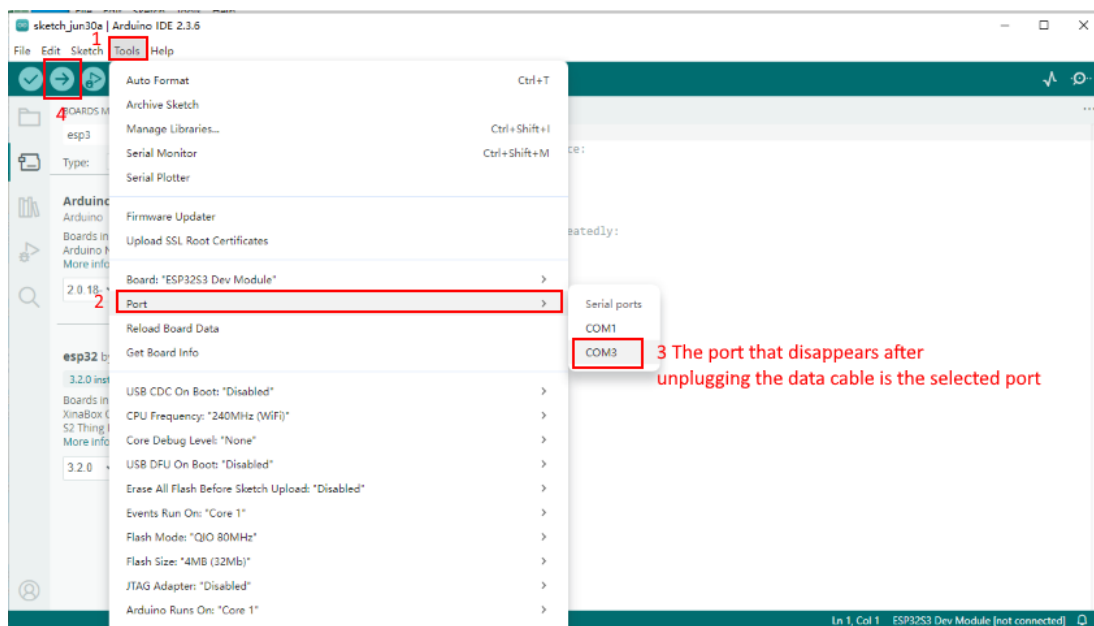 sketch_jun30a | Arduino IDE 2.3.6
1
File Edit Sketch Tools Help
4
BOARDS M
esp3
Type:
Arduino
Arduino
Boards in
Arduino N
More info
2.0.18-
esp32 b
3.2.0 inst
Boards in
XinaBox C
S2 Thing
More info
3.2.0
Auto Format Ctrl+T
Archive Sketch
Manage Libraries... Ctrl+Shift+I
Serial Monitor Ctrl+Shift+M
Serial Plotter
Firmware Updater
Upload SSL Root Certificates
Board: "ESP32S3 Dev Module"
2
Port
Reload Board Data
Get Board Info
USB CDC On Boot: "Disabled"
CPU Frequency: "240MHz (WiFi)"
Core Debug Level: "None"
USB DFU On Boot: "Disabled"
Erase All Flash Before Sketch Upload: "Disabled"
Events Run On: "Core 1"
Flash Mode: "QIO 80MHz"
Flash Size: "4MB (32Mb)"
JTAG Adapter: "Disabled"
Arduino Runs On: "Core 1"
Serial ports
COM1
COM3
3 The port that disappears after
unplugging the data cable is the selected port
ce:
eatedly:
Ln 1, Col 1 ESP32S3 Dev Module [not connected]